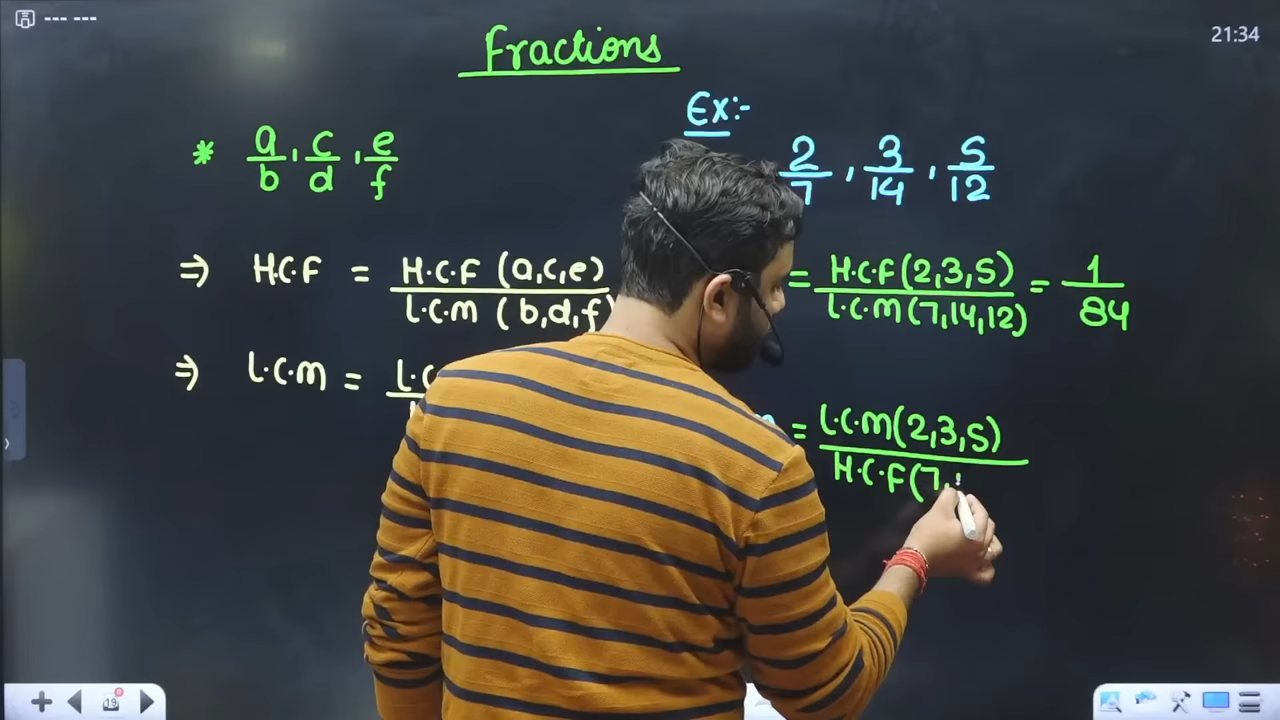 --- ---
21:34
Fractions
Ex:-
* a/b, c/d, e/f
2/7, 3/14, 5/12
⇒ H.C.F = H.C.F (a,c,e) / L.C.M (b,d,f)
= H.C.F(2,3,5) / L.C.M(7,14,12) = 1/84
⇒ L.C.M =
= L.C.M(2,3,5) / H.C.F(7,
19